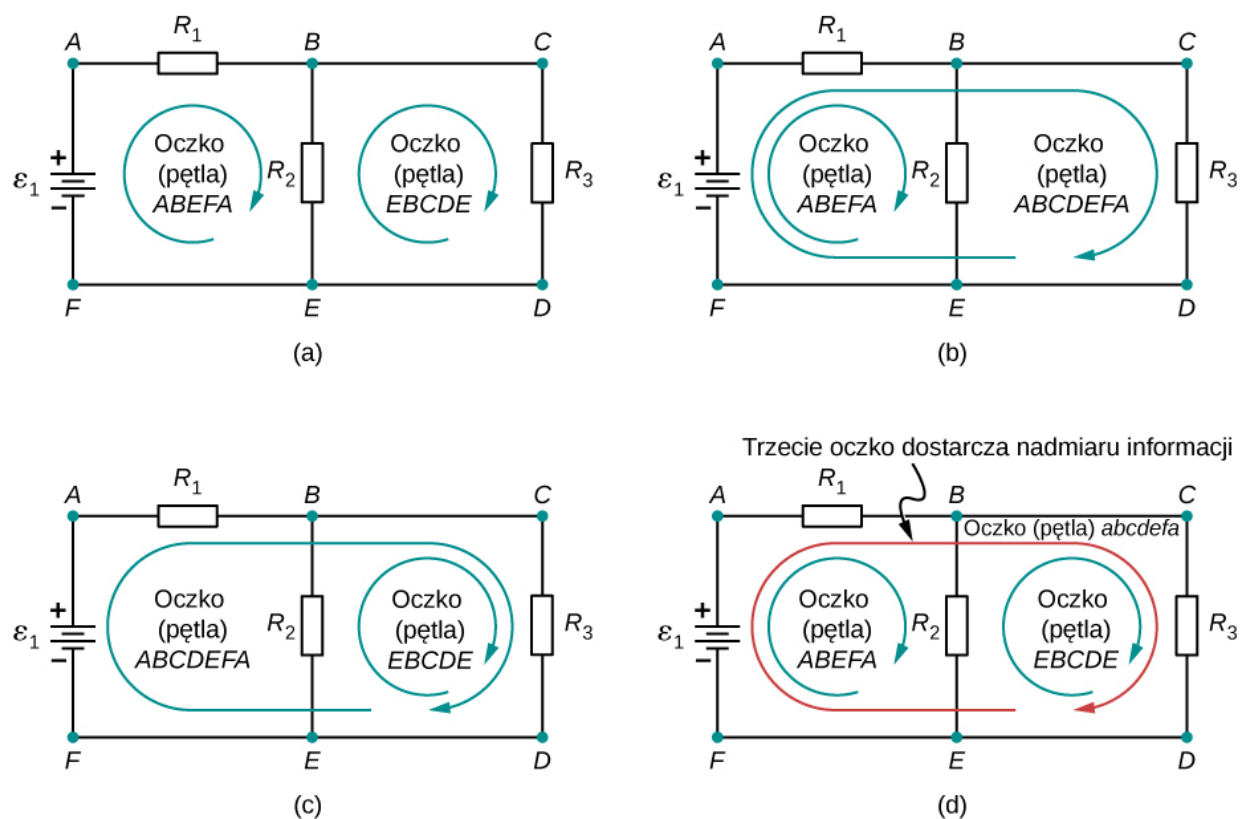 A R₁ B C
+
ε₁
−
Oczko
(pętla)
ABEFA
R₂
Oczko
(pętla)
EBCDE
R₃
F E D
(a)
A R₁ B C
+
ε₁
−
Oczko
(pętla)
ABEFA
R₂
Oczko
(pętla)
ABCDEFA
R₃
F E D
(b)
A R₁ B C
+
ε₁
−
Oczko
(pętla)
ABCDEFA
R₂
Oczko
(pętla)
EBCDE
R₃
F E D
(c)
Trzecie oczko dostarcza nadmiaru informacji
A R₁ B C
Oczko (pętla) abcdefa
+
ε₁
−
Oczko
(pętla)
ABEFA
R₂
Oczko
(pętla)
EBCDE
R₃
F E D
(d)